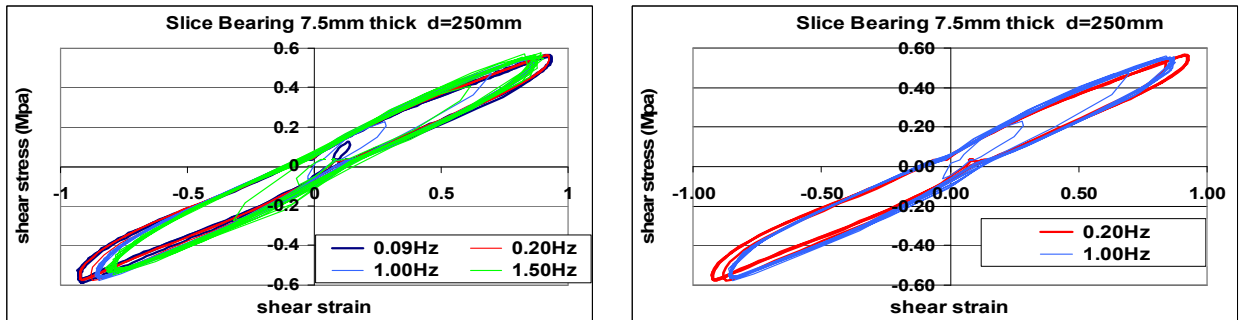 Slice Bearing 7.5mm thick d=250mm
shear stress (Mpa)
0.6
0.4
0.2
0
-0.2
-0.4
-0.6
-1
-0.5
0
0.5
1
0.09Hz
0.20Hz
1.00Hz
1.50Hz
shear strain
Slice Bearing 7.5mm thick d=250mm
shear stress (Mpa)
0.60
0.40
0.20
0.00
-0.20
-0.40
-0.60
-1.00
-0.50
0.00
0.50
1.00
0.20Hz
1.00Hz
shear strain